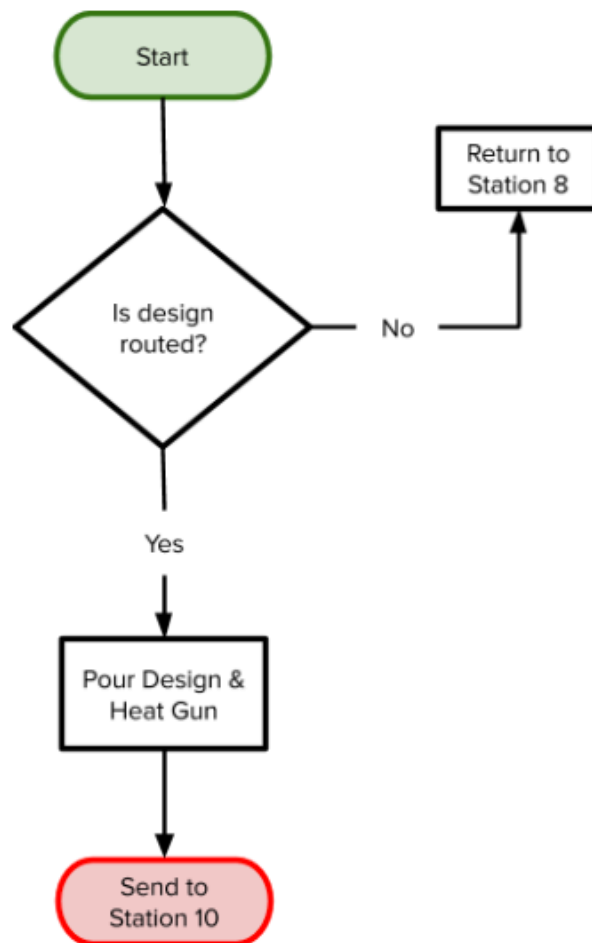 Start
Return to
Station 8
Is design
routed?
No
Yes
Pour Design &
Heat Gun
Send to
Station 10